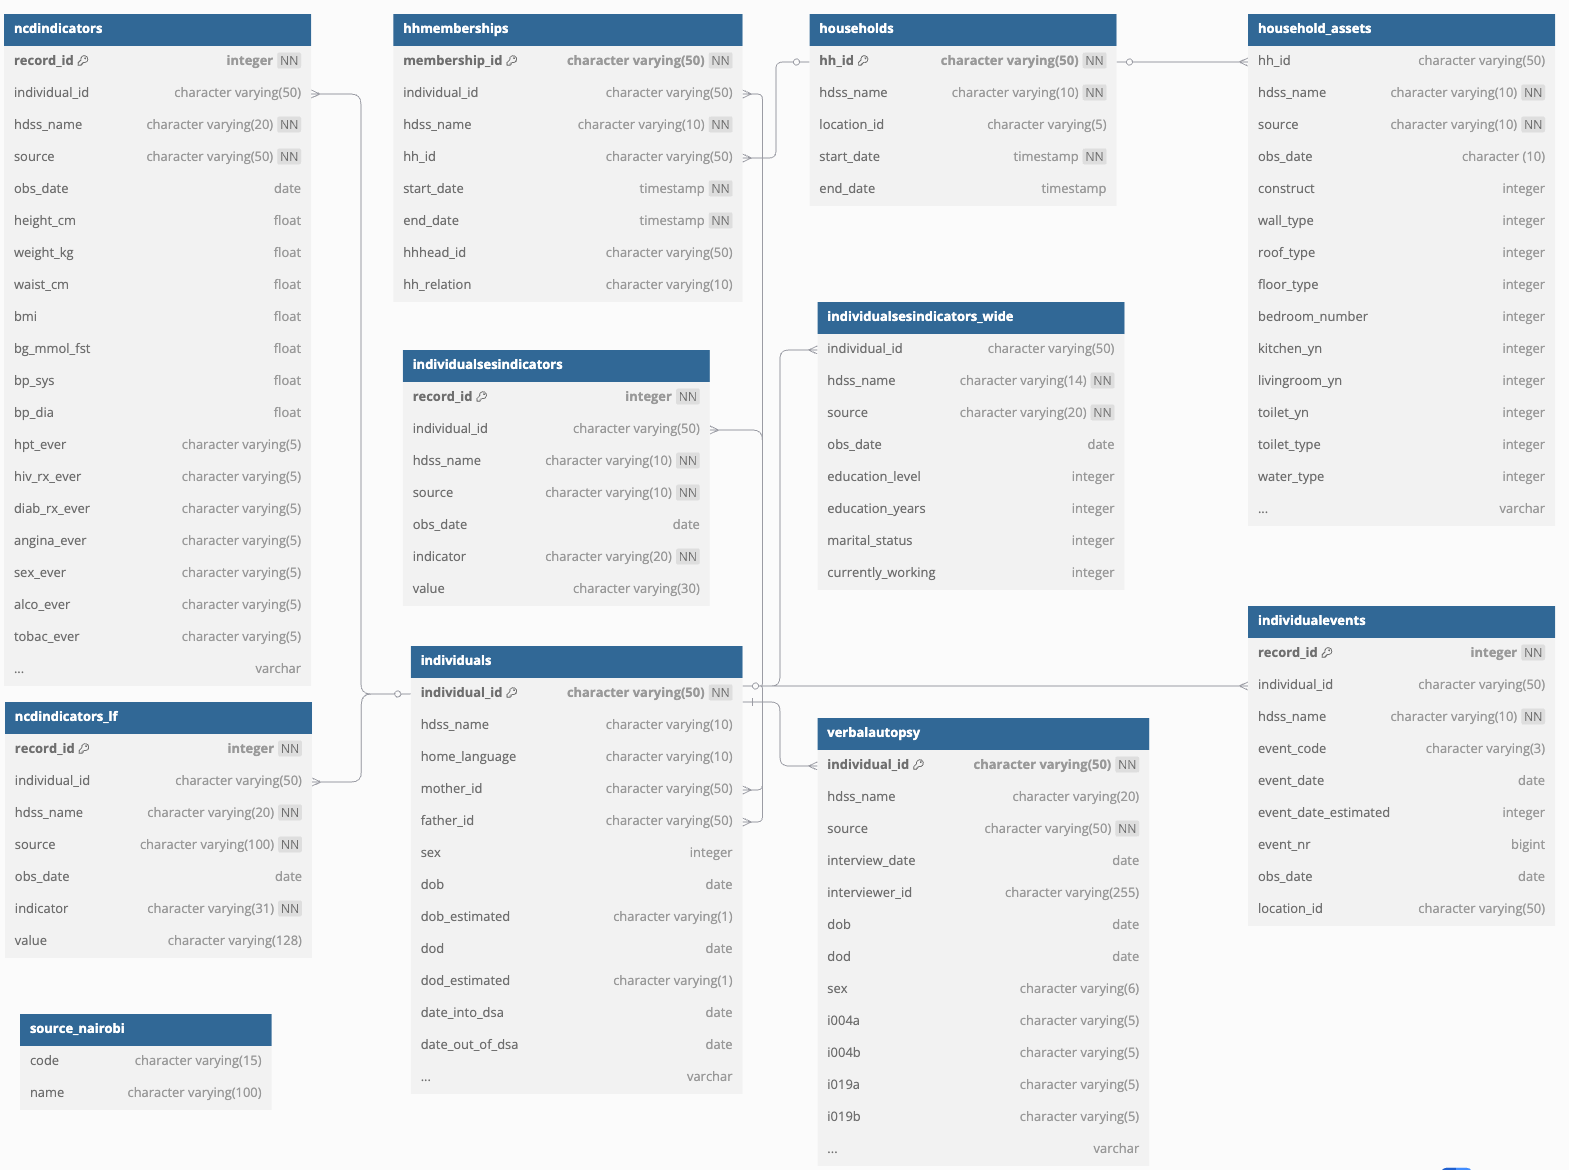 ncdindicators
record_id integer NN
individual_id character varying(50)
hdss_name character varying(20) NN
source character varying(50) NN
obs_date date
height_cm float
weight_kg float
waist_cm float
bmi float
bg_mmol_fst float
bp_sys float
bp_dia float
hpt_ever character varying(5)
hiv_rx_ever character varying(5)
diab_rx_ever character varying(5)
angina_ever character varying(5)
sex_ever character varying(5)
alco_ever character varying(5)
tobac_ever character varying(5)
... varchar
ncdindicators_lf
record_id integer NN
individual_id character varying(50)
hdss_name character varying(20) NN
source character varying(100) NN
obs_date date
indicator character varying(31) NN
value character varying(128)
source_nairobi
code character varying(15)
name character varying(100)
hhmemberships
membership_id character varying(50) NN
individual_id character varying(50)
hdss_name character varying(10) NN
hh_id character varying(50)
start_date timestamp NN
end_date timestamp NN
hhhead_id character varying(50)
hh_relation character varying(10)
individualsesindicators
record_id integer NN
individual_id character varying(50)
hdss_name character varying(10) NN
source character varying(10) NN
obs_date date
indicator character varying(20) NN
value character varying(30)
individuals
individual_id character varying(50) NN
hdss_name character varying(10)
home_language character varying(10)
mother_id character varying(50)
father_id character varying(50)
sex integer
dob date
dob_estimated character varying(1)
dod date
dod_estimated character varying(1)
date_into_dsa date
date_out_of_dsa date
... varchar
households
hh_id character varying(50) NN
hdss_name character varying(10) NN
location_id character varying(5)
start_date timestamp NN
end_date timestamp
individualsesindicators_wide
individual_id character varying(50)
hdss_name character varying(14) NN
source character varying(20) NN
obs_date date
education_level integer
education_years integer
marital_status integer
currently_working integer
verbalautopsy
individual_id character varying(50) NN
hdss_name character varying(20)
source character varying(50) NN
interview_date date
interviewer_id character varying(255)
dob date
dod date
sex character varying(6)
i004a character varying(5)
i004b character varying(5)
i019a character varying(5)
i019b character varying(5)
... varchar
household_assets
hh_id character varying(50)
hdss_name character varying(10) NN
source character varying(10) NN
obs_date character (10)
construct integer
wall_type integer
roof_type integer
floor_type integer
bedroom_number integer
kitchen_yn integer
livingroom_yn integer
toilet_yn integer
toilet_type integer
water_type integer
... varchar
individualevents
record_id integer NN
individual_id character varying(50)
hdss_name character varying(10) NN
event_code character varying(3)
event_date date
event_date_estimated integer
event_nr bigint
obs_date date
location_id character varying(50)